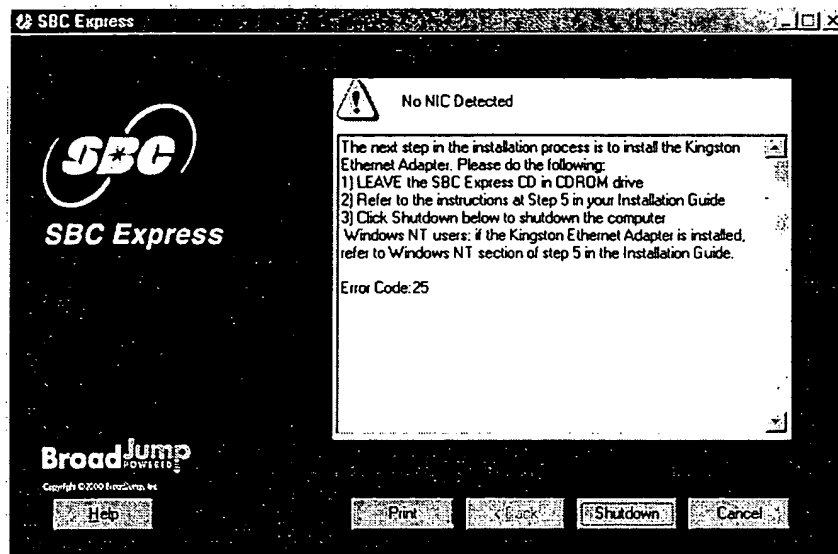 SBC Express
No NIC Detected
The next step in the installation process is to install the Kingston
Ethernet Adapter. Please do the following:
1) LEAVE the SBC Express CD in CDROM drive
2) Refer to the instructions at Step 5 in your Installation Guide
3) Click Shutdown below to shutdown the computer
Windows NT users: if the Kingston Ethernet Adapter is installed,
refer to Windows NT section of step 5 in the Installation Guide.
Error Code:25
SBC
SBC Express
BroadJump
POWERED
Copyright ©2000 BroadJump, Inc
Help
Print
< Back
Shutdown
Cancel